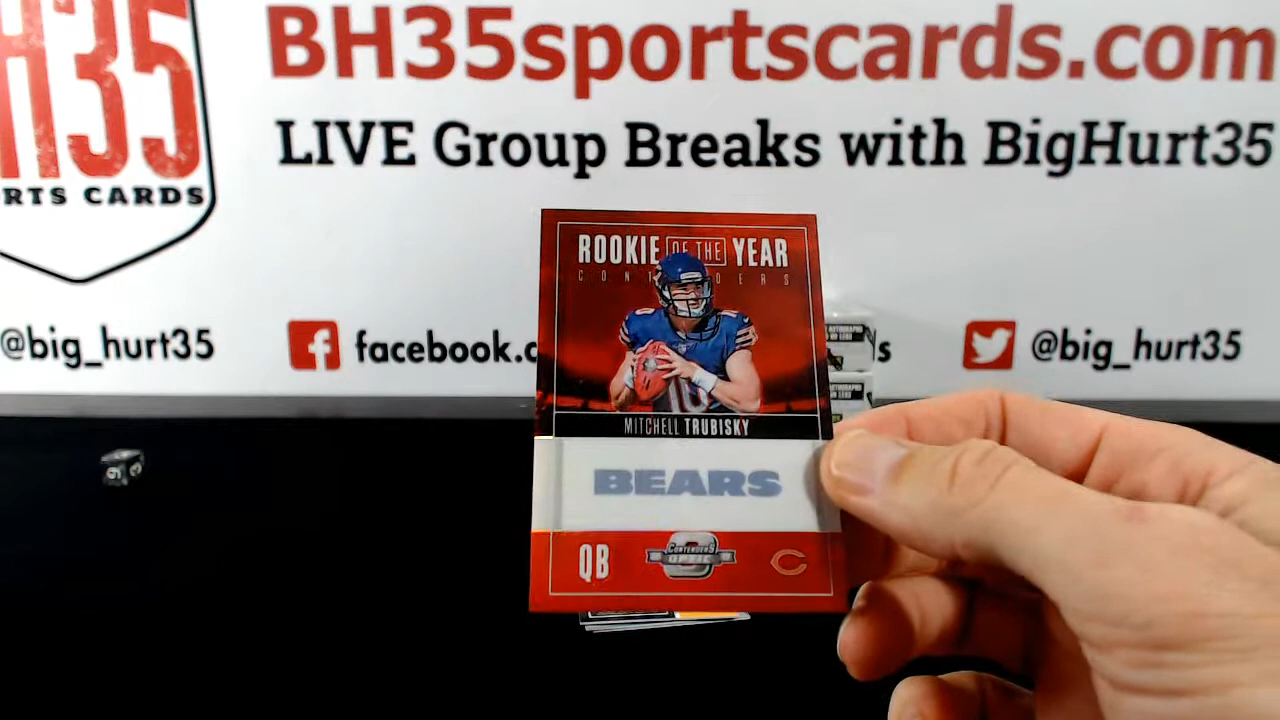 BH35sportscards.com
H35
RTS CARDS
LIVE Group Breaks with BigHurt35
@big_hurt35
facebook.c
s
@big_hurt35
ROOKIE OF THE YEAR
MITCHELL TRUBISKY
BEARS
QB
CONTENDERS
OPTIC
C